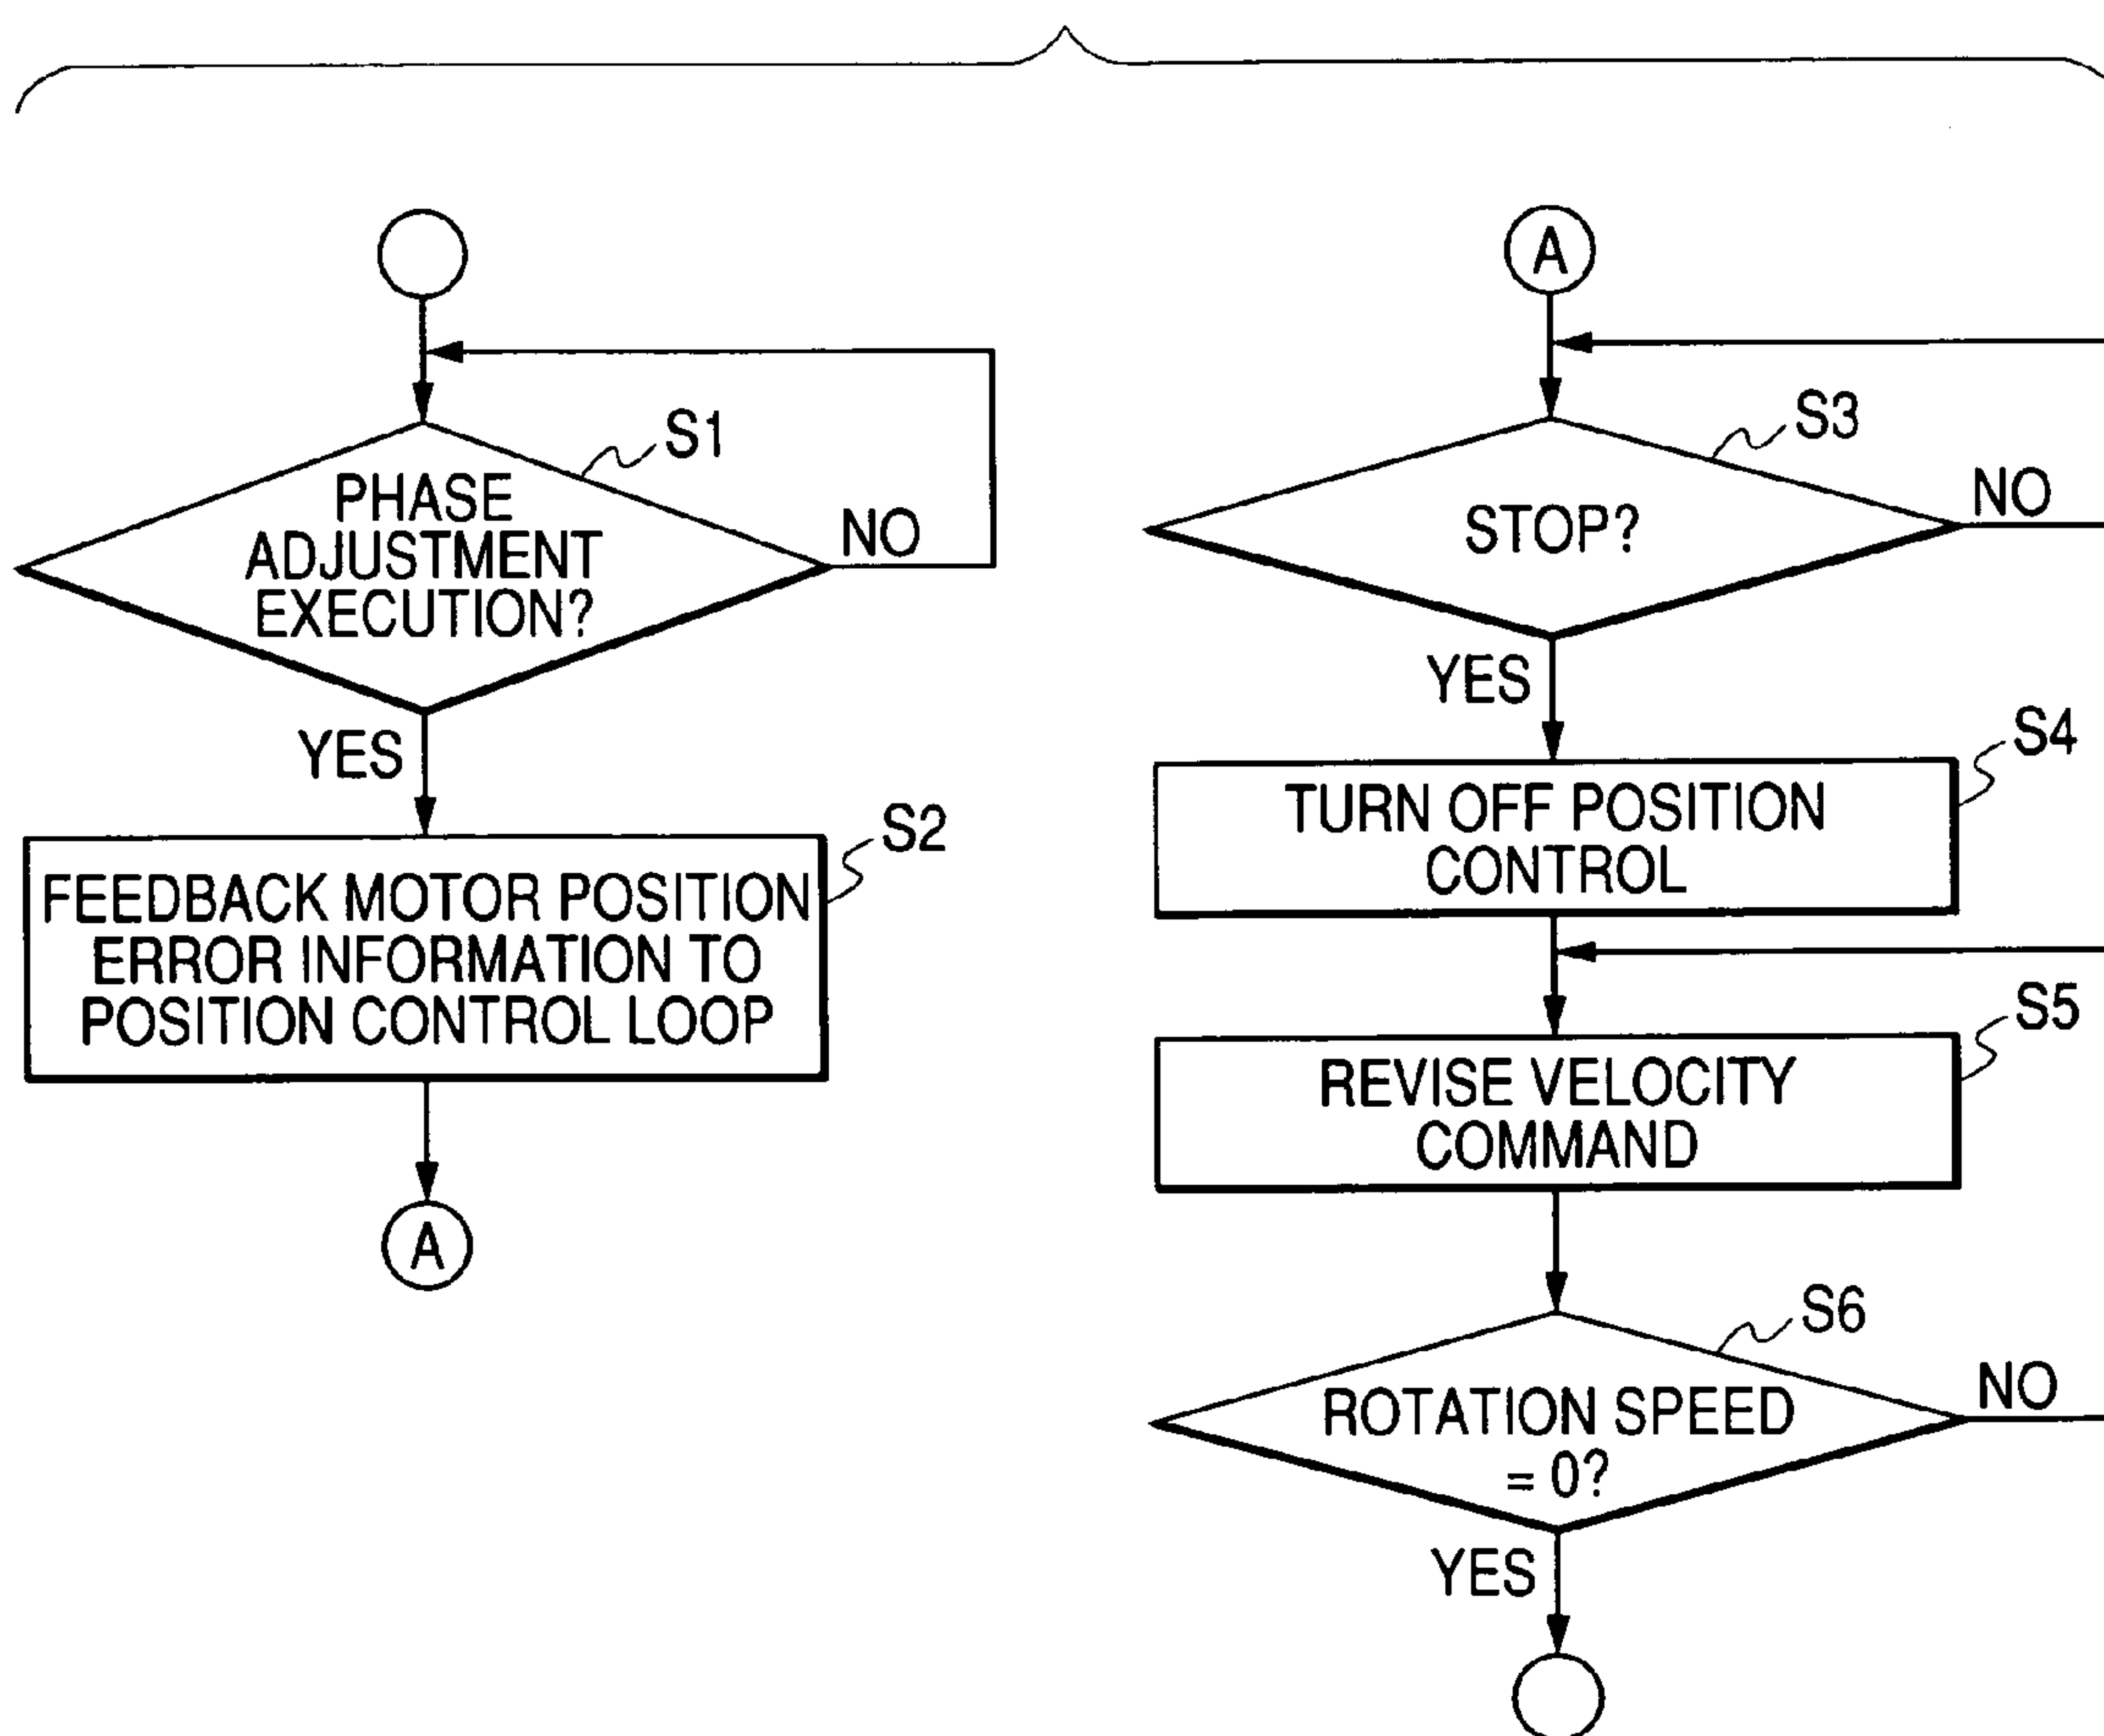 S1
PHASE
ADJUSTMENT
EXECUTION?
NO
YES
S2
FEEDBACK MOTOR POSITION
ERROR INFORMATION TO
POSITION CONTROL LOOP
A
A
S3
STOP?
NO
YES
S4
TURN OFF POSITION
CONTROL
S5
REVISE VELOCITY
COMMAND
S6
ROTATION SPEED
= 0?
NO
YES